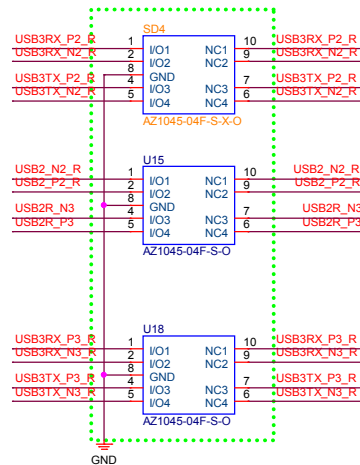 SD4
USB3RX_P2_R 1 I/O1 NC1 10 USB3RX_P2_R
USB3RX_N2_R 2 I/O2 NC2 9 USB3RX_N2_R
8 GND
USB3TX_P2_R 4 I/O3 NC3 7 USB3TX_P2_R
USB3TX_N2_R 5 I/O4 NC4 6 USB3TX_N2_R
AZ1045-04F-S-X-O
U15
USB2_N2_R 1 I/O1 NC1 10 USB2_N2_R
USB2_P2_R 2 I/O2 NC2 9 USB2_P2_R
8 GND
USB2R_N3 4 I/O3 NC3 7 USB2R_N3
USB2R_P3 5 I/O4 NC4 6 USB2R_P3
AZ1045-04F-S-O
U18
USB3RX_P3_R 1 I/O1 NC1 10 USB3RX_P3_R
USB3RX_N3_R 2 I/O2 NC2 9 USB3RX_N3_R
8 GND
USB3TX_P3_R 4 I/O3 NC3 7 USB3TX_P3_R
USB3TX_N3_R 5 I/O4 NC4 6 USB3TX_N3_R
AZ1045-04F-S-O
GND